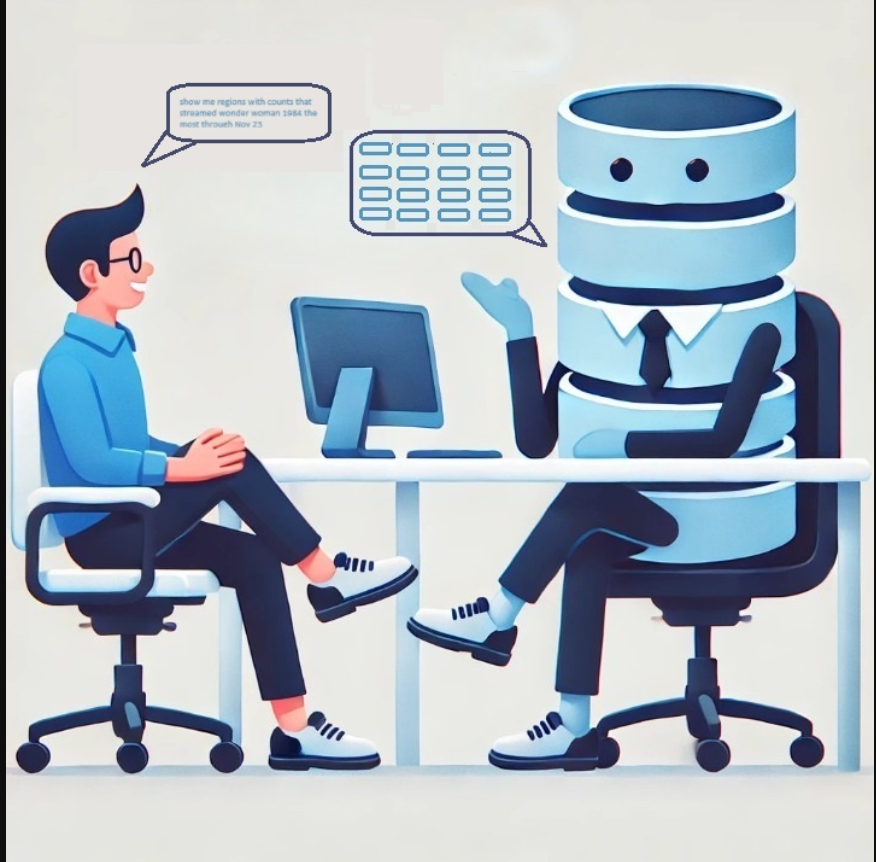 show me regions with counts that
streamed wonder woman 1984 the
most through Nov 23